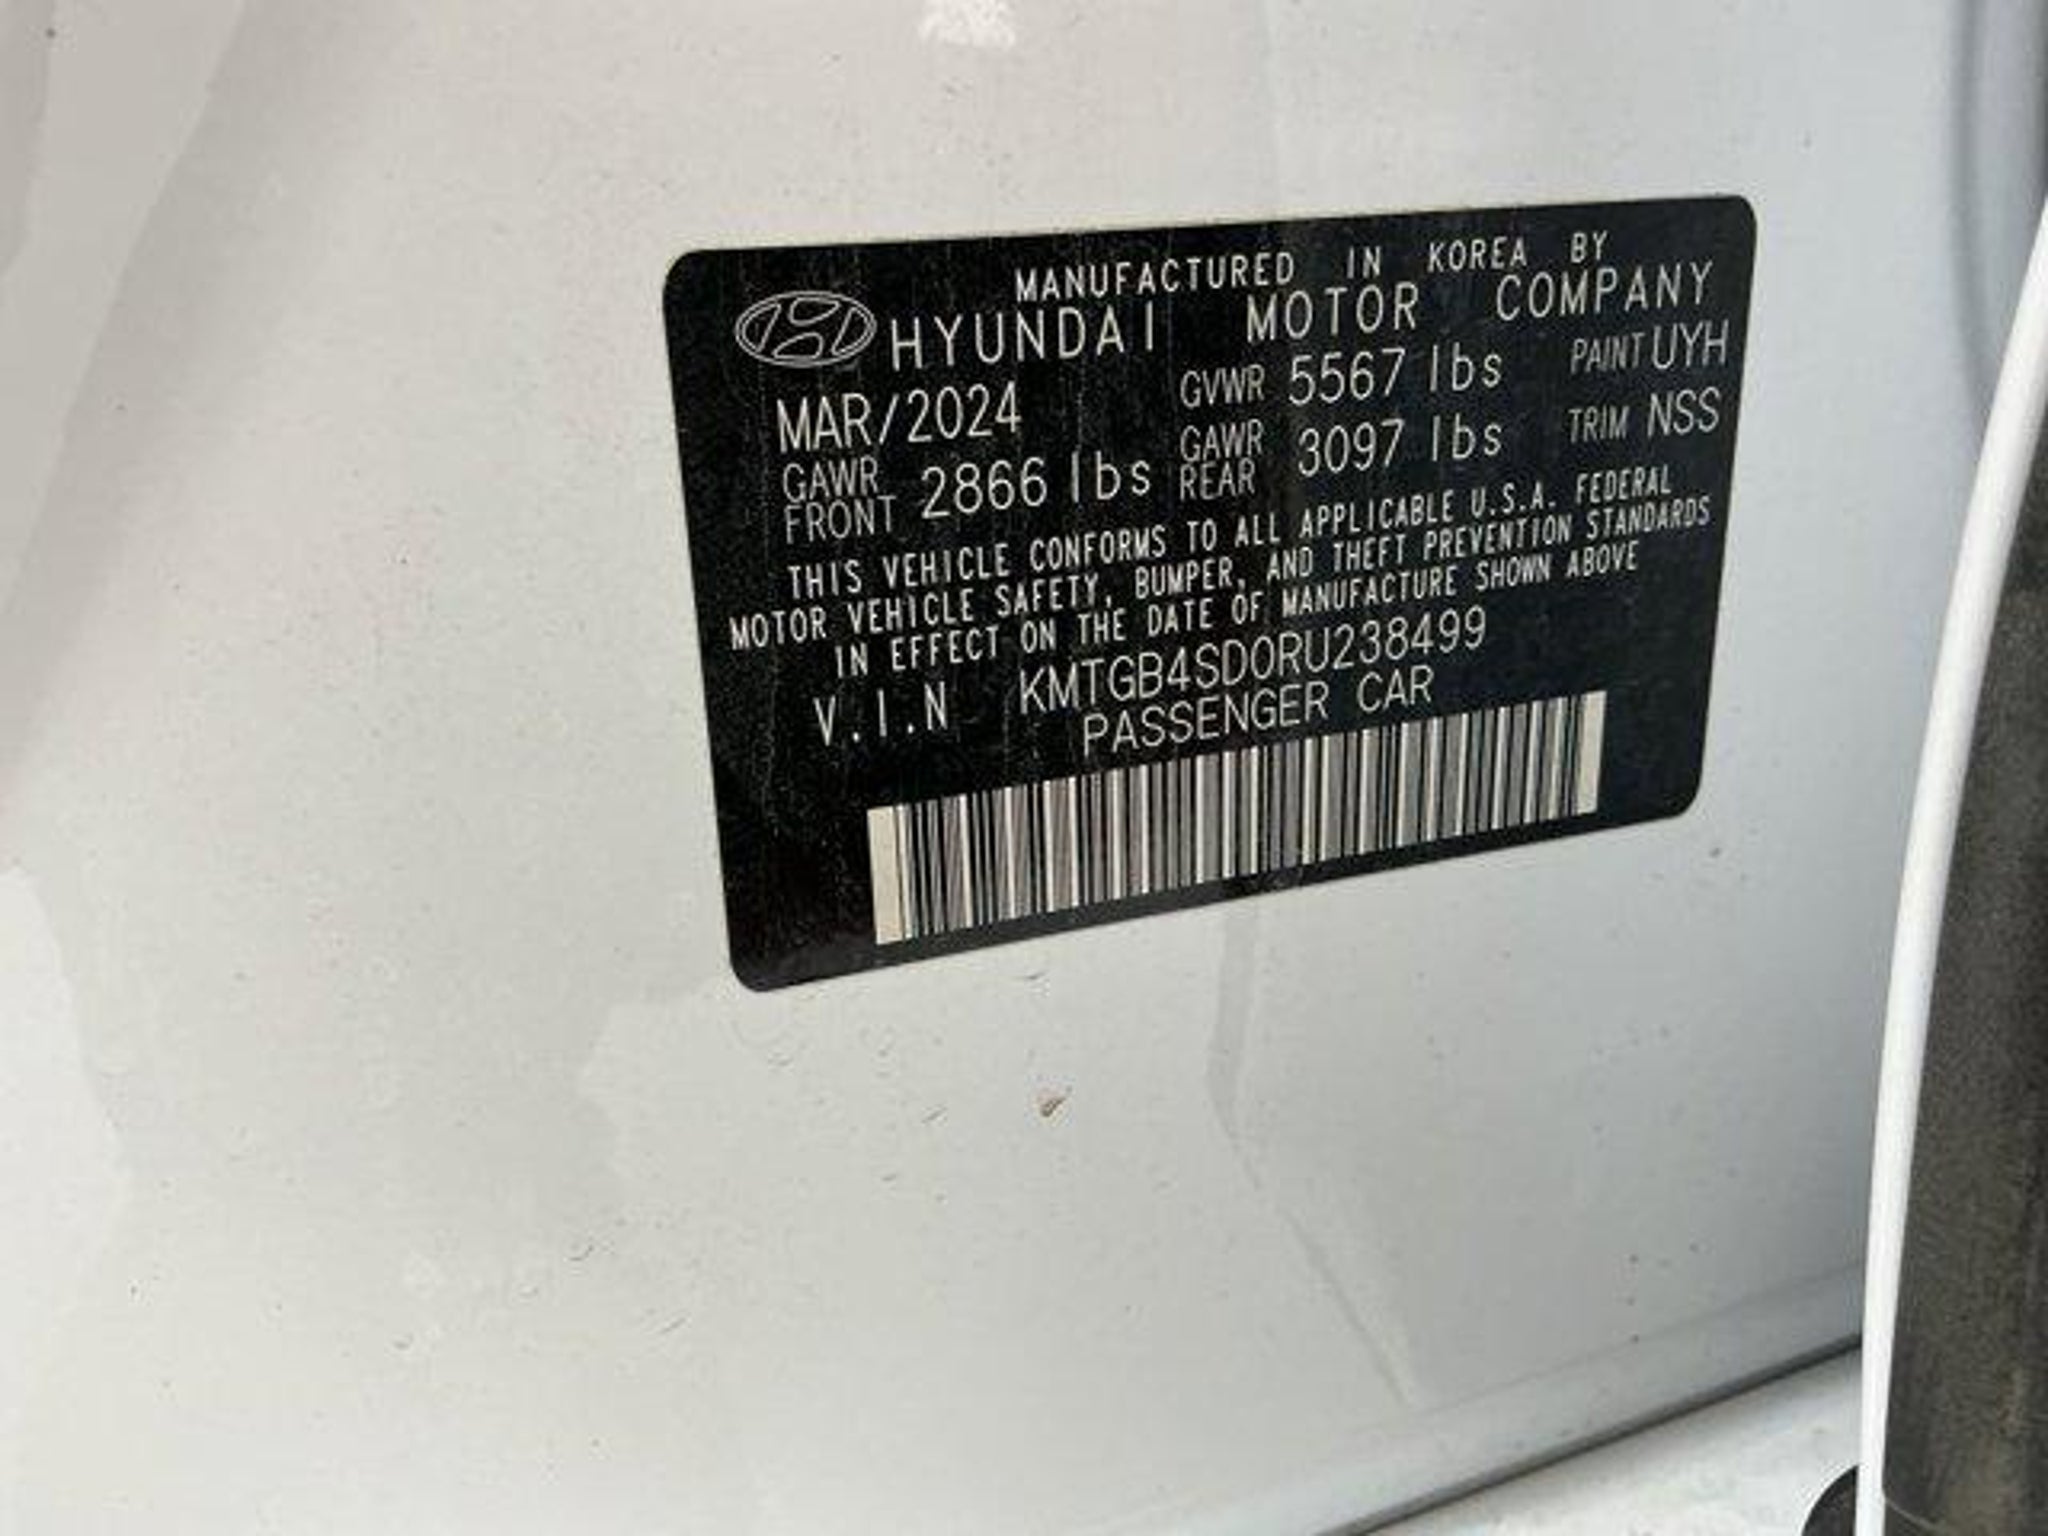 MANUFACTURED IN KOREA BY
HYUNDAI MOTOR COMPANY
MAR/2024 GVWR 5567 lbs PAINT UYH
GAWR FRONT 2866 lbs GAWR REAR 3097 lbs TRIM NSS
THIS VEHICLE CONFORMS TO ALL APPLICABLE U.S.A. FEDERAL
MOTOR VEHICLE SAFETY, BUMPER, AND THEFT PREVENTION STANDARDS
IN EFFECT ON THE DATE OF MANUFACTURE SHOWN ABOVE
V.I.N KMTGB4SD0RU238499
PASSENGER CAR